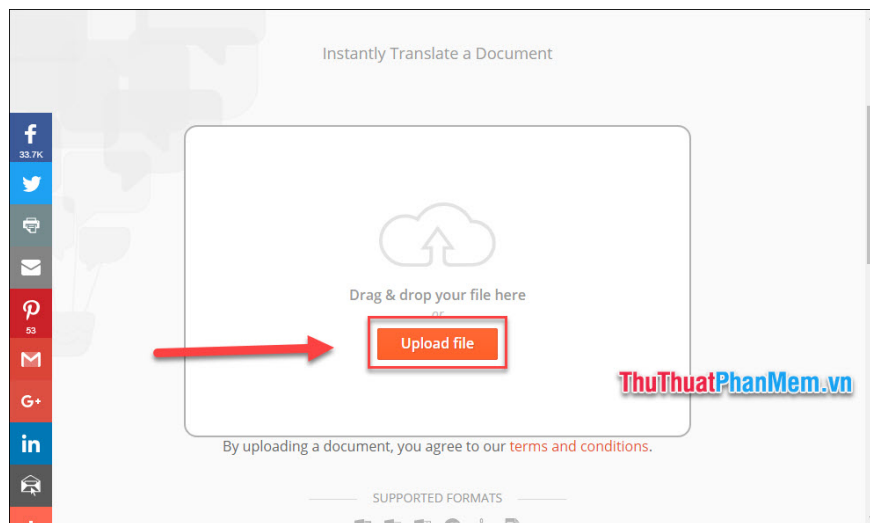 Instantly Translate a Document
f
33.7K
53
G+
in
Drag & drop your file here
or
Upload file
ThuThuatPhanMem.vn
By uploading a document, you agree to our terms and conditions.
SUPPORTED FORMATS